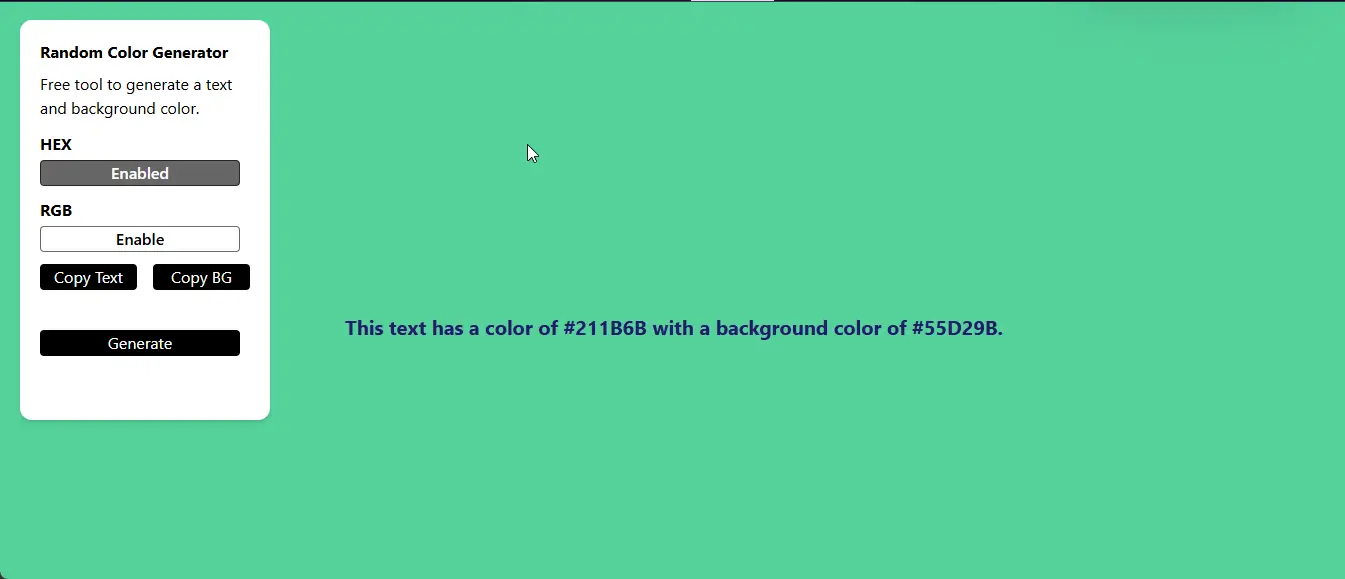 Random Color Generator
Free tool to generate a text
and background color.
HEX
Enabled
RGB
Enable
Copy Text Copy BG
This text has a color of #211B6B with a background color of #55D29B.
Generate